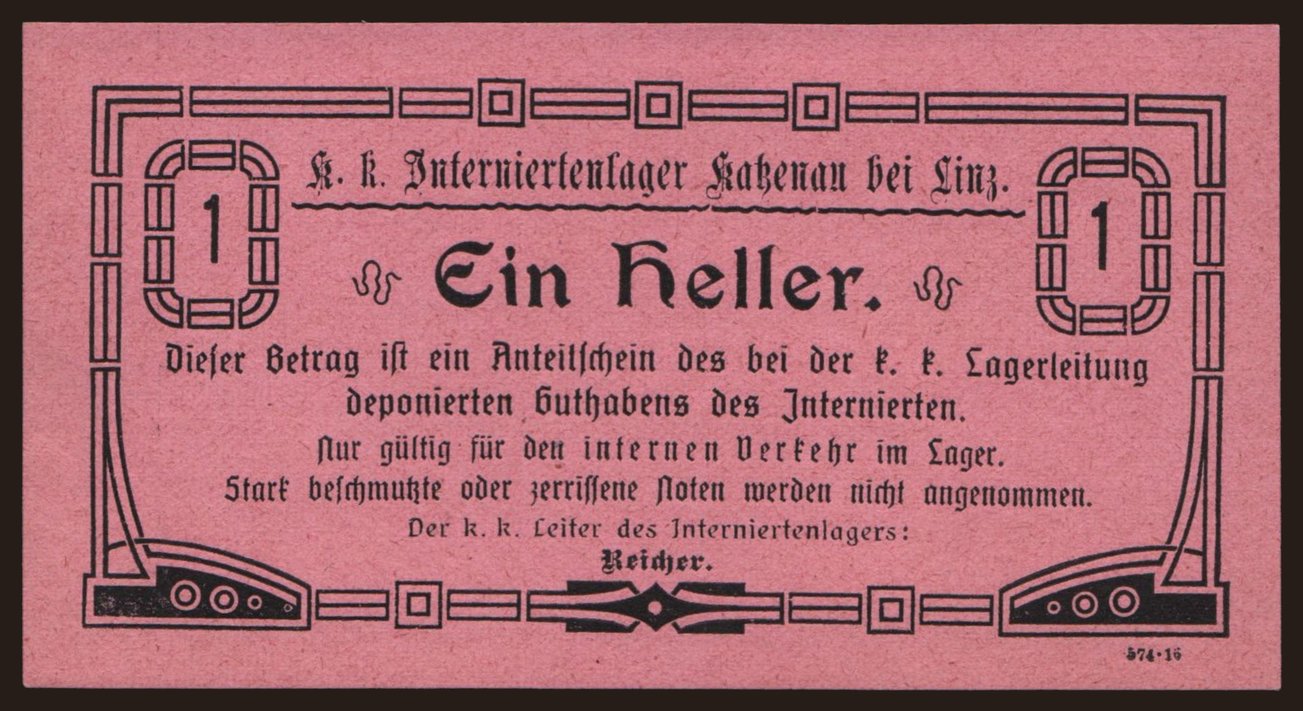 K. k. Interniertenlager Katzenau bei Linz.
1 1
Ein Heller.
Dieser Betrag ist ein Anteilschein des bei der k. k. Lagerleitung
deponierten Guthabens des Internierten.
Nur gültig für den internen Verkehr im Lager.
Stark beschmutzte oder zerrissene Noten werden nicht angenommen.
Der k. k. Leiter des Interniertenlagers:
Reicher.
574·16